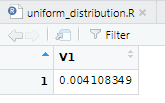 uniform_distribution.R
Filter
V1
1 0.004108349